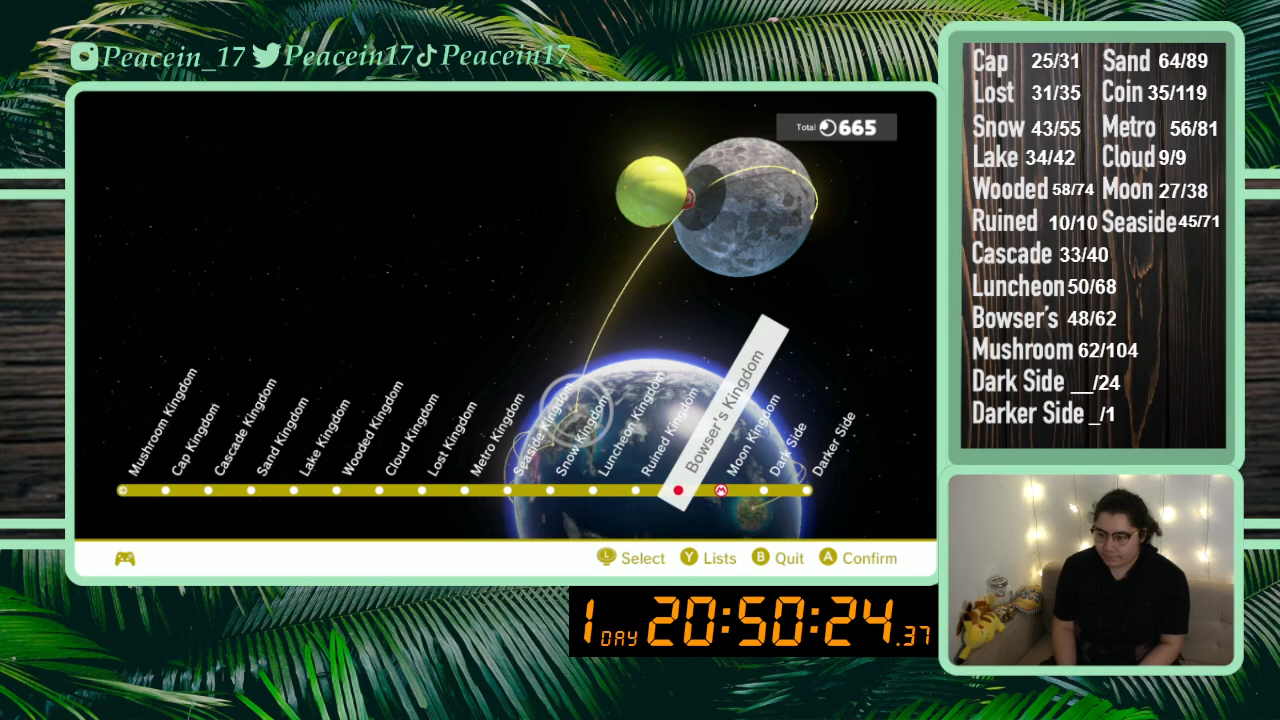 Peacein_17 Peacein17 Peacein17
Total 665
Mushroom Kingdom
Cap Kingdom
Cascade Kingdom
Sand Kingdom
Lake Kingdom
Wooded Kingdom
Cloud Kingdom
Lost Kingdom
Metro Kingdom
Seaside Kingdom
Snow Kingdom
Luncheon Kingdom
Ruined Kingdom
Bowser's Kingdom
Moon Kingdom
Dark Side
Darker Side
L Select Y Lists B Quit A Confirm
1 DAY 20:50:24.37
Cap 25/31 Sand 64/89
Lost 31/35 Coin 35/119
Snow 43/55 Metro 56/81
Lake 34/42 Cloud 9/9
Wooded 58/74 Moon 27/38
Ruined 10/10 Seaside 45/71
Cascade 33/40
Luncheon 50/68
Bowser's 48/62
Mushroom 62/104
Dark Side __/24
Darker Side _/1